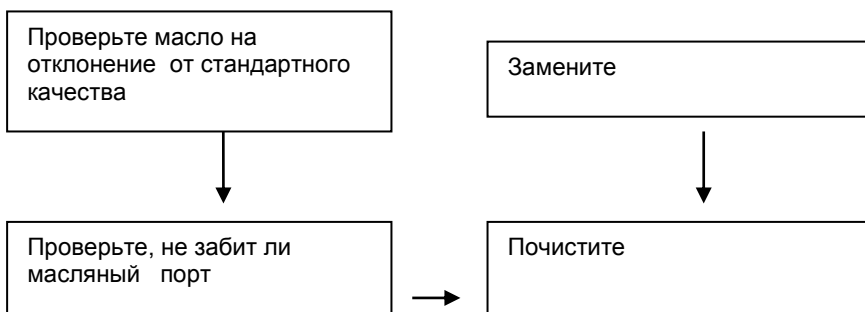 Проверьте масло на
отклонение от стандартного
качества
Замените
Проверьте, не забит ли
масляный порт
Почистите